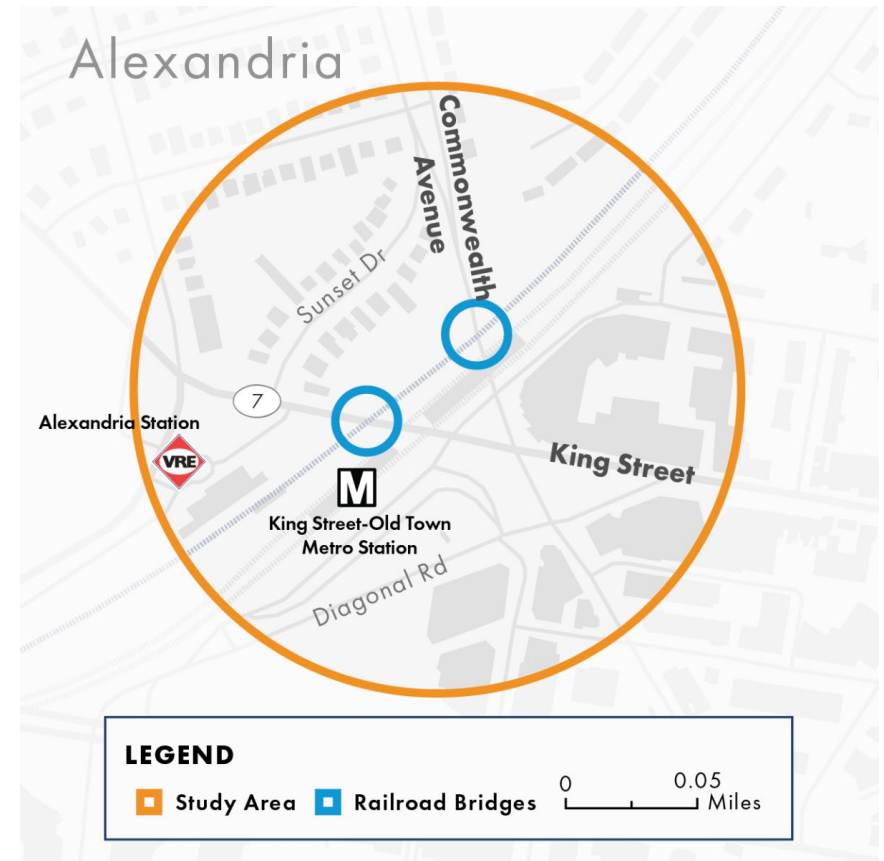 Alexandria
Commonwealth
Avenue
Sunset Dr
7
Alexandria Station
VRE
King Street
M
King Street-Old Town
Metro Station
Diagonal Rd
LEGEND
Study Area
Railroad Bridges
0 0.05
Miles